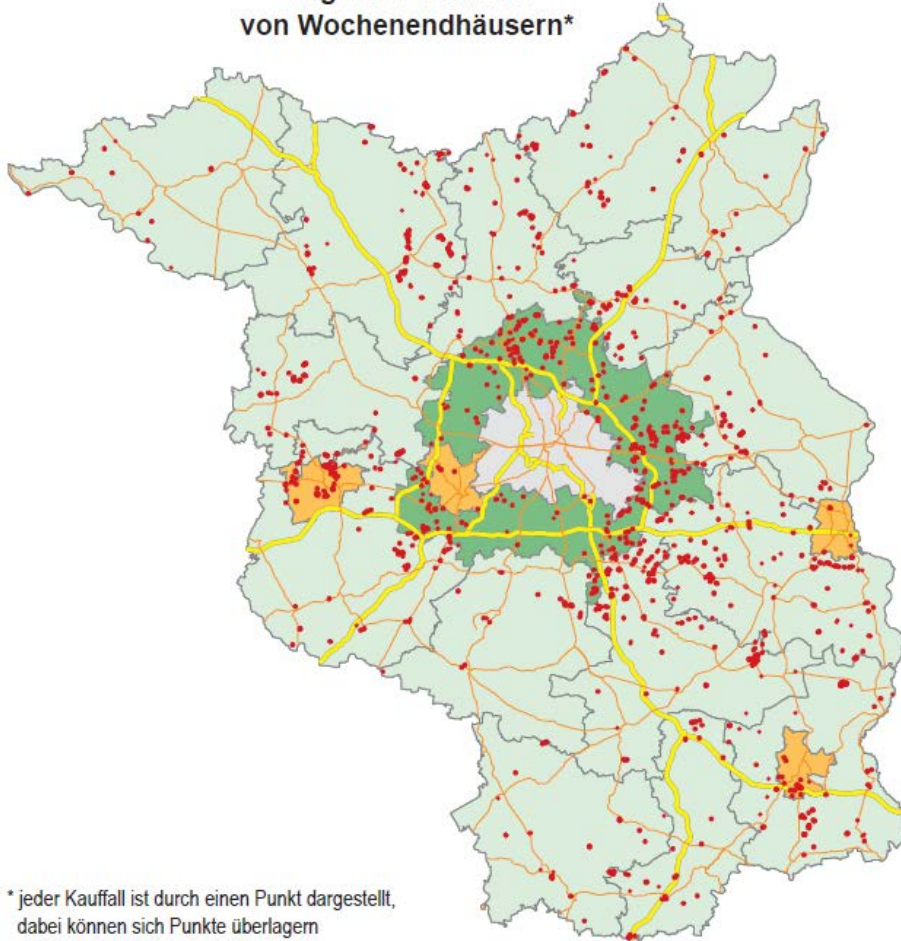 von Wochenendhäusern*
* jeder Kauffall ist durch einen Punkt dargestellt,
dabei können sich Punkte überlagern